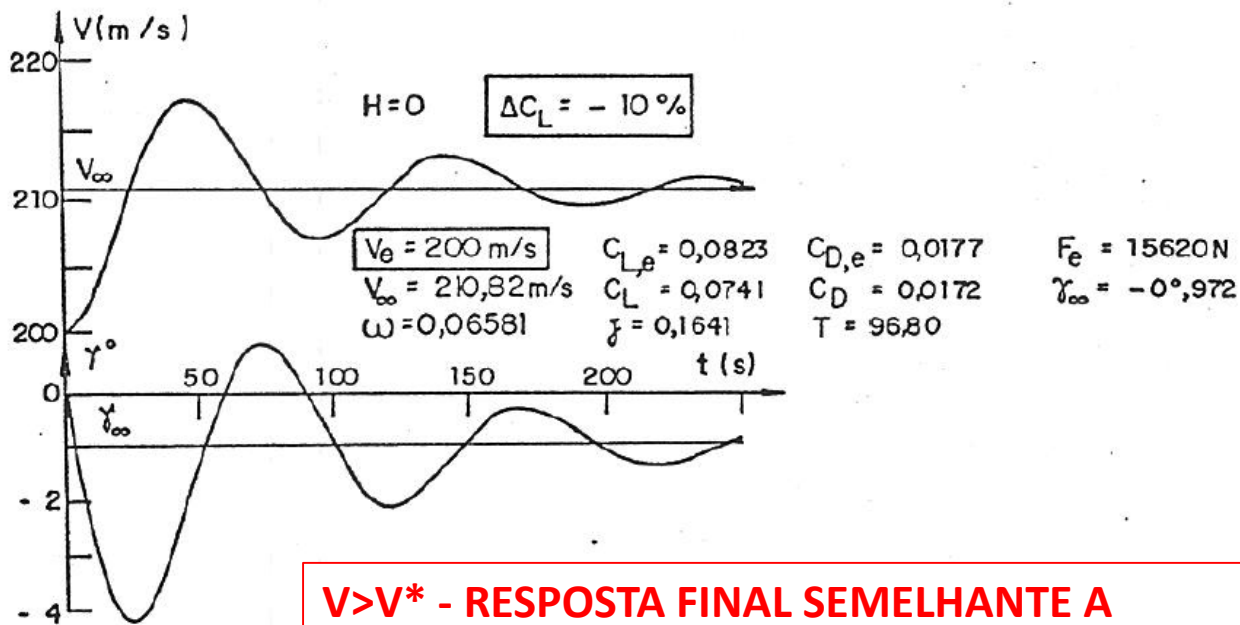 V(m/s)
220
H=0
ΔC_L = - 10 %
V∞
210
V_e = 200 m/s C_L,e = 0,0823 C_D,e = 0,0177 F_e = 15620N
V∞ = 210,82m/s C_L = 0,0741 C_D = 0,0172 γ∞ = -0°,972
ω=0,06581 ƺ = 0,1641 T = 96,80
200
γ°
50 100 150 200 t (s)
0
γ∞
- 2
- 4
V>V* - RESPOSTA FINAL SEMELHANTE A